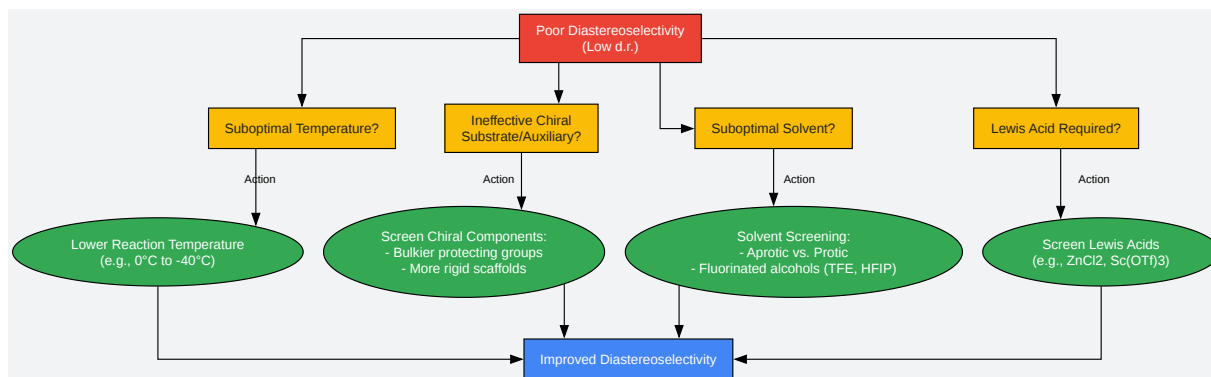 Poor Diastereoselectivity
(Low d.r.)
Suboptimal Temperature?
Ineffective Chiral
Substrate/Auxiliary?
Suboptimal Solvent?
Lewis Acid Required?
Action
Action
Action
Action
Lower Reaction Temperature
(e.g., 0°C to -40°C)
Screen Chiral Components:
- Bulkier protecting groups
- More rigid scaffolds
Solvent Screening:
- Aprotic vs. Protic
- Fluorinated alcohols (TFE, HFIP)
Screen Lewis Acids
(e.g., ZnCl2, Sc(OTf)3)
Improved Diastereoselectivity